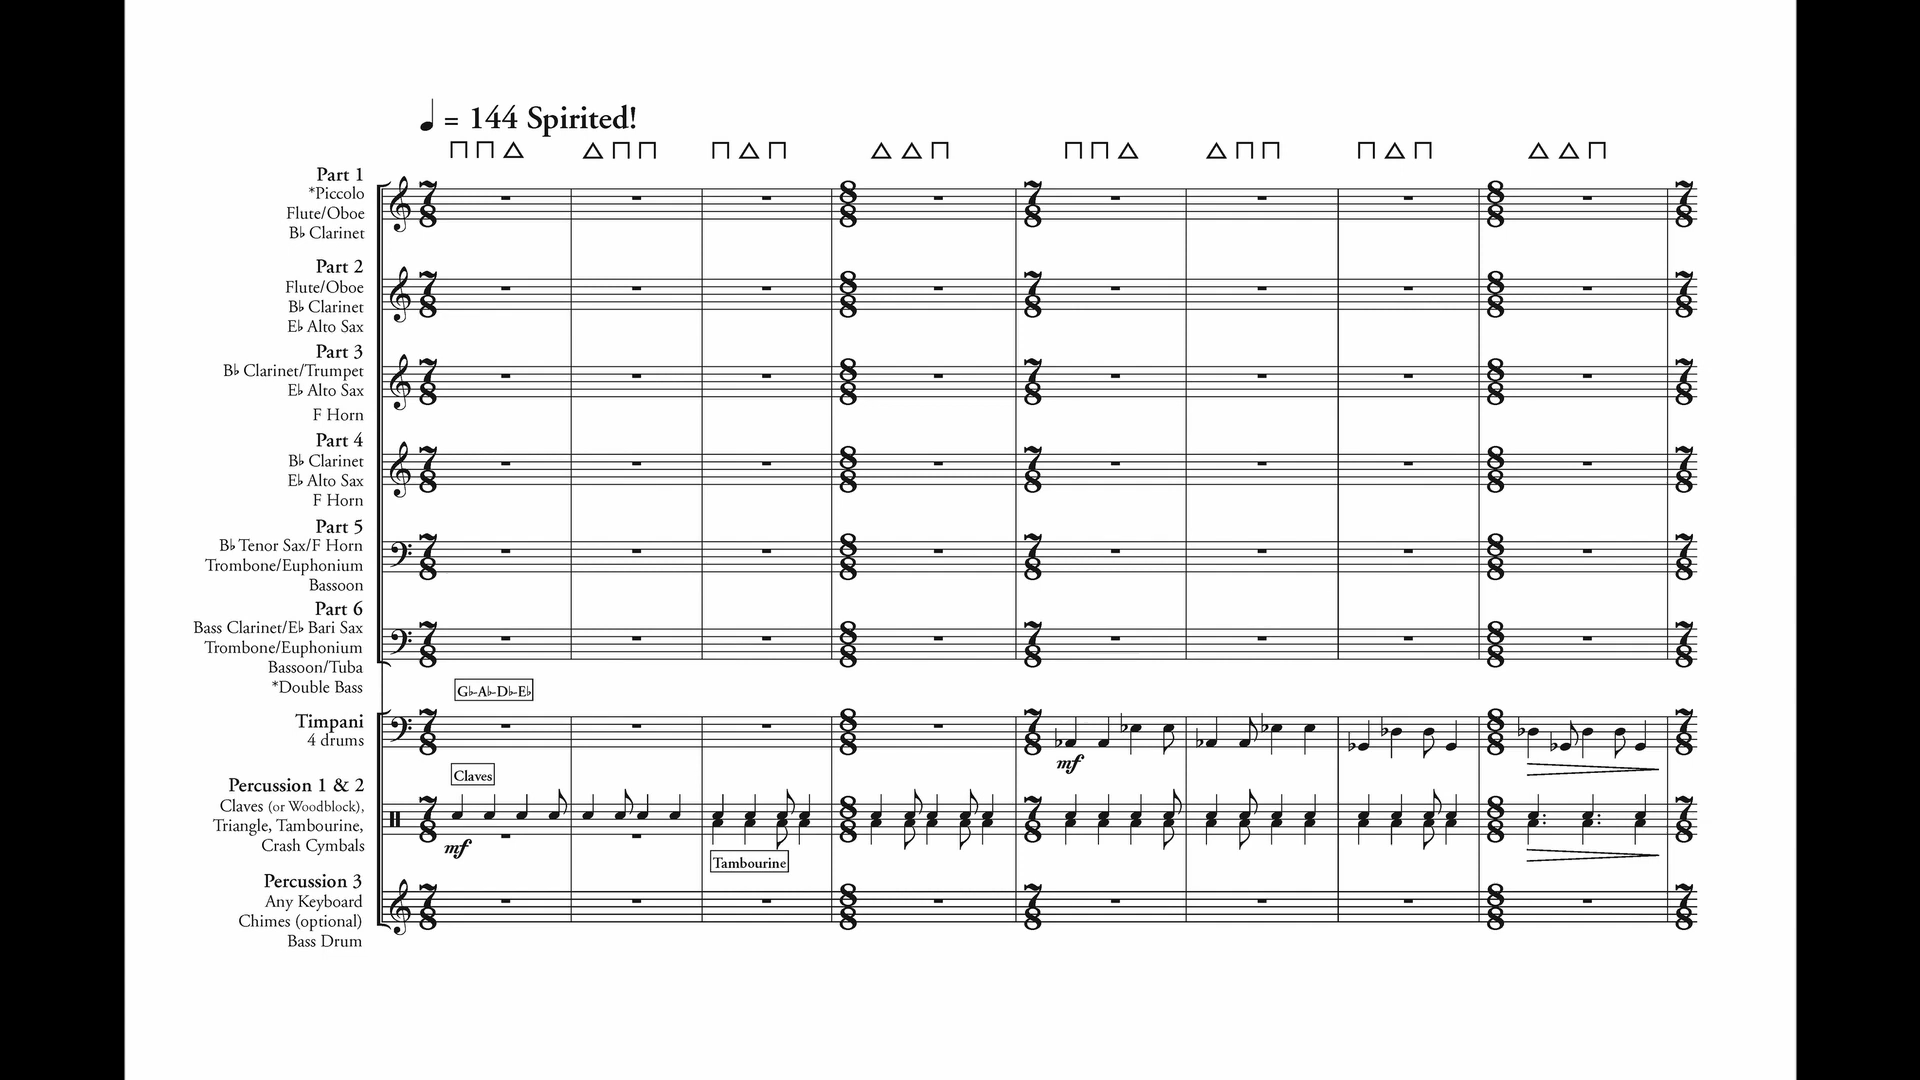 ♩ = 144 Spirited!
Part 1
*Piccolo
Flute/Oboe
B♭ Clarinet
Part 2
Flute/Oboe
B♭ Clarinet
E♭ Alto Sax
Part 3
B♭ Clarinet/Trumpet
E♭ Alto Sax
F Horn
Part 4
B♭ Clarinet
E♭ Alto Sax
F Horn
Part 5
B♭ Tenor Sax/F Horn
Trombone/Euphonium
Bassoon
Part 6
Bass Clarinet/E♭ Bari Sax
Trombone/Euphonium
Bassoon/Tuba
*Double Bass
G♭-A♭-D♭-E♭
Timpani
4 drums
mf
Claves
Percussion 1 & 2
Claves (or Woodblock),
Triangle, Tambourine,
Crash Cymbals
mf
Tambourine
Percussion 3
Any Keyboard
Chimes (optional)
Bass Drum